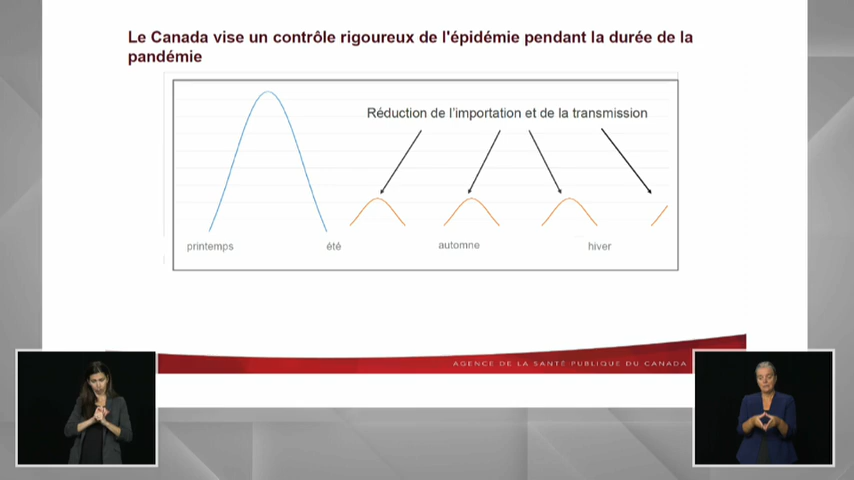 Le Canada vise un contrôle rigoureux de l'épidémie pendant la durée de la
pandémie
Réduction de l'importation et de la transmission
printemps
été
automne
hiver
AGENCE DE LA SANTÉ PUBLIQUE DU CANADA